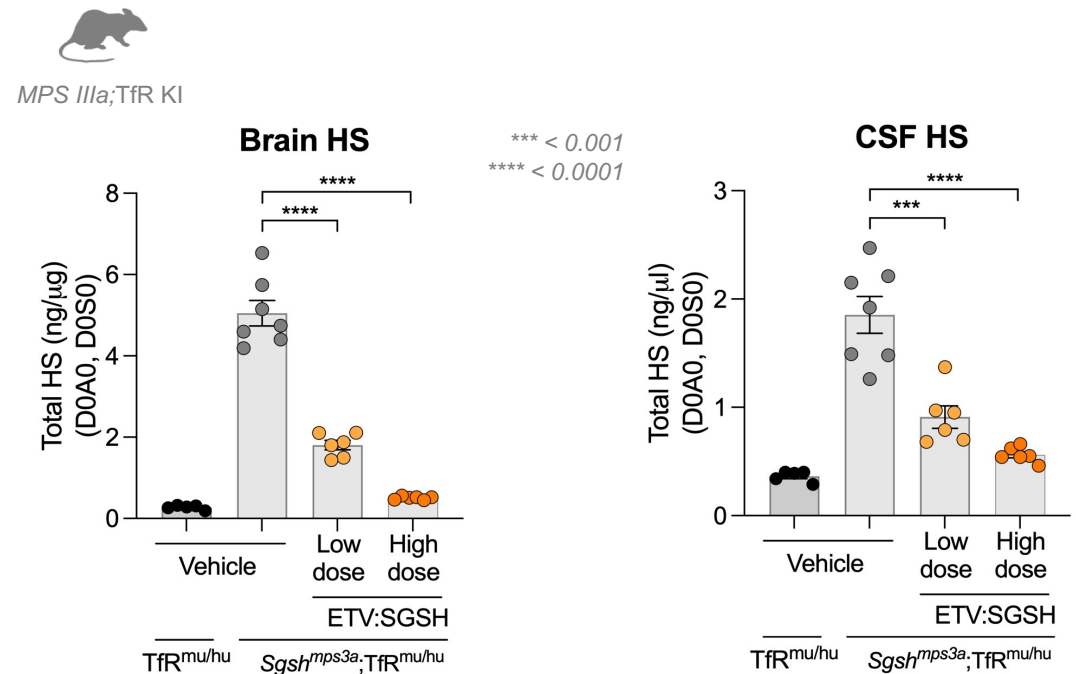 MPS IIIa;TfR KI
Brain HS
*** < 0.001
**** < 0.0001
CSF HS
Total HS (ng/μg)
(D0A0, D0S0)
8
6
4
2
0
****
****
Vehicle
Low dose
High dose
ETV:SGSH
TfRmu/hu
Sgshmps3a;TfRmu/hu
Total HS (ng/μl)
(D0A0, D0S0)
3
2
1
0
****
***
Vehicle
Low dose
High dose
ETV:SGSH
TfRmu/hu
Sgshmps3a;TfRmu/hu